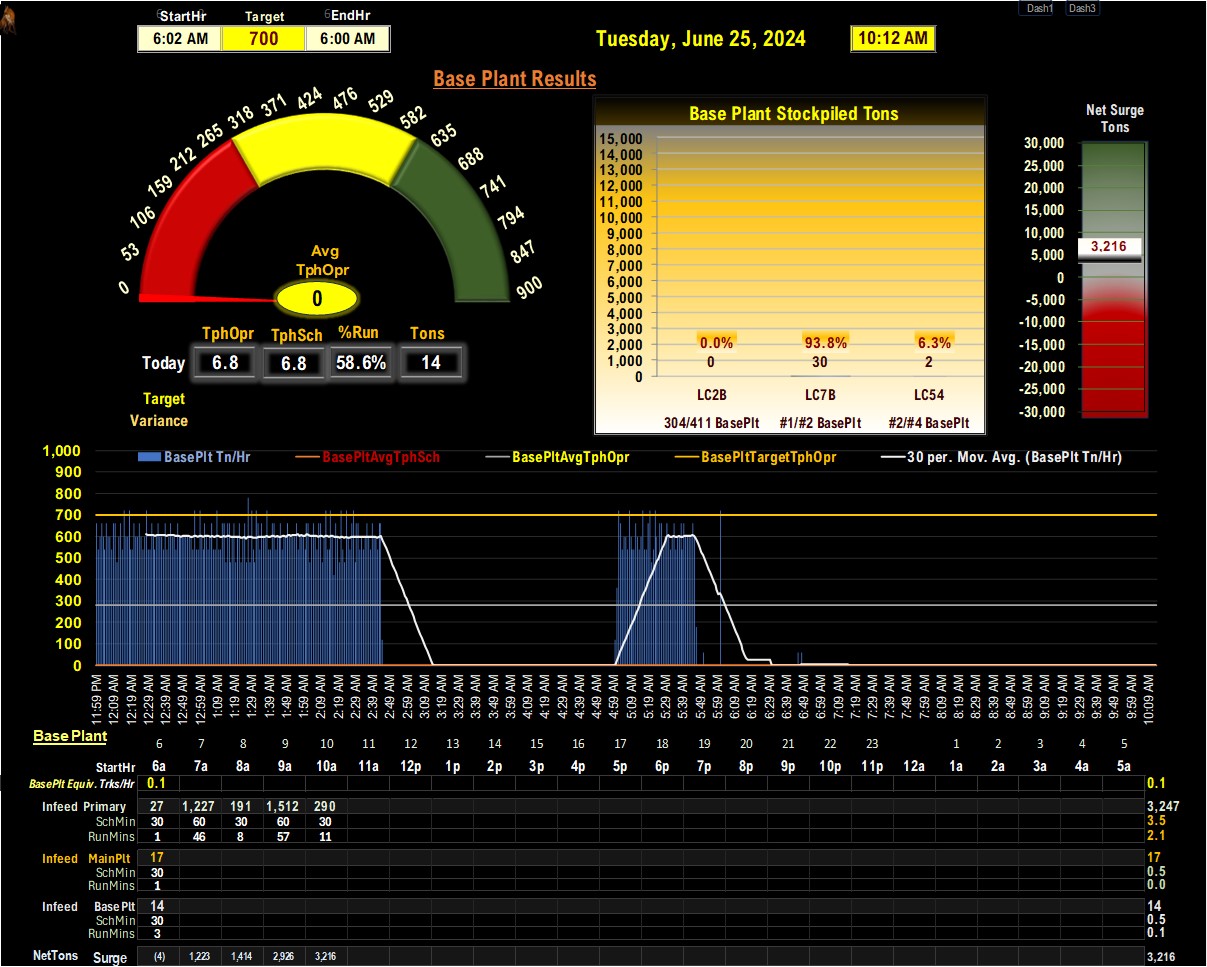 StartHr Target EndHr
6:02 AM 700 6:00 AM
Tuesday, June 25, 2024 10:12 AM
Dash1 Dash3
Base Plant Results
0 53 106 159 212 265 318 371 424 476 529 582 635 688 741 794 847 900
Avg
TphOpr
0
TphOpr TphSch %Run Tons
Today 6.8 6.8 58.6% 14
Target
Variance
Base Plant Stockpiled Tons
15,000
14,000
13,000
12,000
11,000
10,000
9,000
8,000
7,000
6,000
5,000
4,000
3,000
2,000
1,000
0
0.0% 93.8% 6.3%
0 30 2
LC2B LC7B LC54
304/411 BasePlt #1/#2 BasePlt #2/#4 BasePlt
Net Surge
Tons
30,000
25,000
20,000
15,000
10,000
5,000
0
-5,000
-10,000
-15,000
-20,000
-25,000
-30,000
3,216
BasePlt Tn/Hr BasePltAvgTphSch BasePltAvgTphOpr BasePltTargetTphOpr 30 per. Mov. Avg. (BasePlt Tn/Hr)
1,000
900
800
700
600
500
400
300
200
100
0
11:59 PM 12:09 AM 12:19 AM 12:29 AM 12:39 AM 12:49 AM 12:59 AM 1:09 AM 1:19 AM 1:29 AM 1:39 AM 1:49 AM 1:59 AM 2:09 AM 2:19 AM 2:29 AM 2:39 AM 2:49 AM 2:59 AM 3:09 AM 3:19 AM 3:29 AM 3:39 AM 3:49 AM 3:59 AM 4:09 AM 4:19 AM 4:29 AM 4:39 AM 4:49 AM 4:59 AM 5:09 AM 5:19 AM 5:29 AM 5:39 AM 5:49 AM 5:59 AM 6:09 AM 6:19 AM 6:29 AM 6:39 AM 6:49 AM 6:59 AM 7:09 AM 7:19 AM 7:29 AM 7:39 AM 7:49 AM 7:59 AM 8:09 AM 8:19 AM 8:29 AM 8:39 AM 8:49 AM 8:59 AM 9:09 AM 9:19 AM 9:29 AM 9:39 AM 9:49 AM 9:59 AM 10:09 AM
Base Plant
6 7 8 9 10 11 12 13 14 15 16 17 18 19 20 21 22 23 1 2 3 4 5
StartHr 6a 7a 8a 9a 10a 11a 12p 1p 2p 3p 4p 5p 6p 7p 8p 9p 10p 11p 12a 1a 2a 3a 4a 5a
BasePlt Equiv. Trks/Hr 0.1 0.1
Infeed Primary 27 1,227 191 1,512 290 3,247
SchMin 30 60 30 60 30 3.5
RunMins 1 46 8 57 11 2.1
Infeed MainPlt 17 17
SchMin 30 0.5
RunMins 1 0.0
Infeed BasePlt 14 14
SchMin 30 0.5
RunMins 3 0.1
NetTons Surge (4) 1,223 1,414 2,926 3,216 3,216